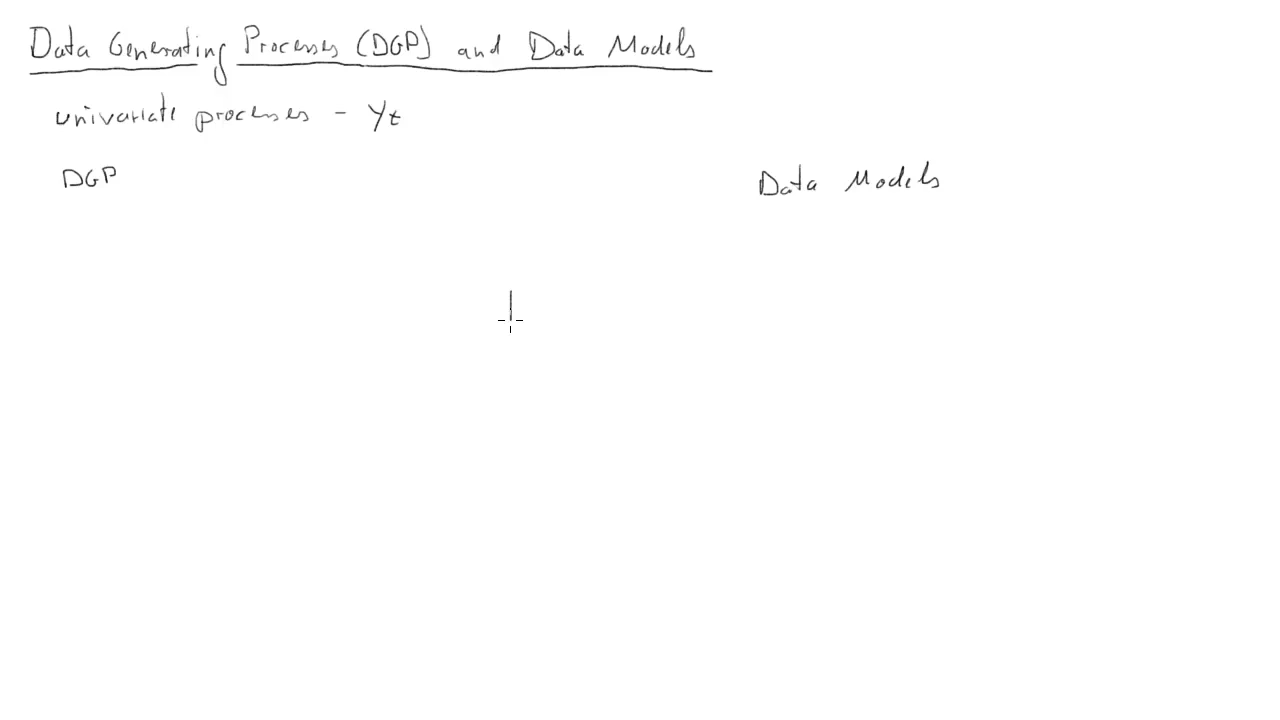 Data Generating Processes (DGP) and Data Models
univariate processes - yt
DGP
Data Models